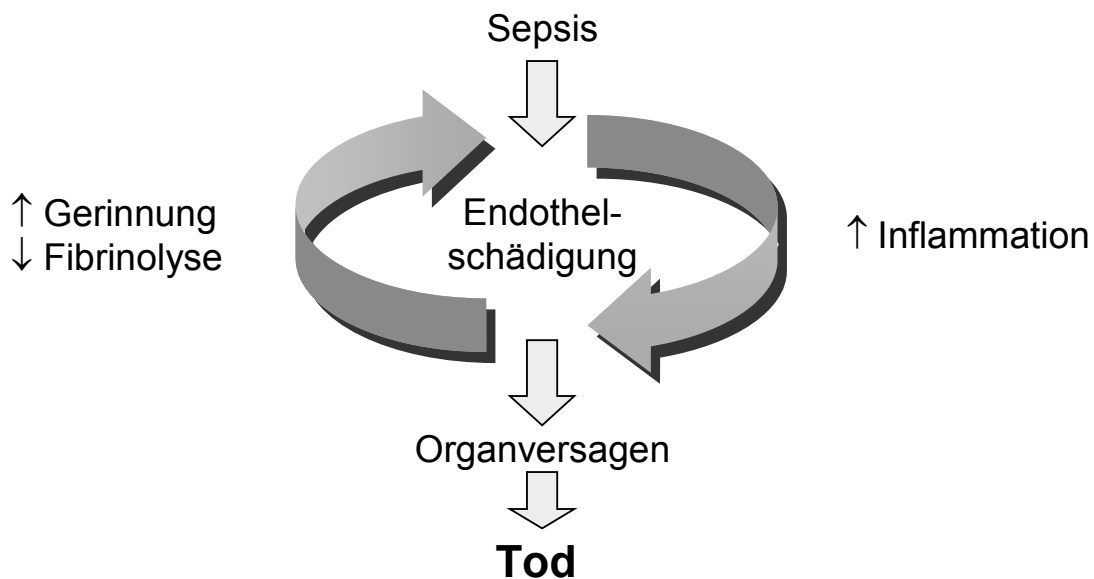 Sepsis
↑ Gerinnung
↓ Fibrinolyse
Endothel-
schädigung
↑ Inflammation
Organversagen
Tod